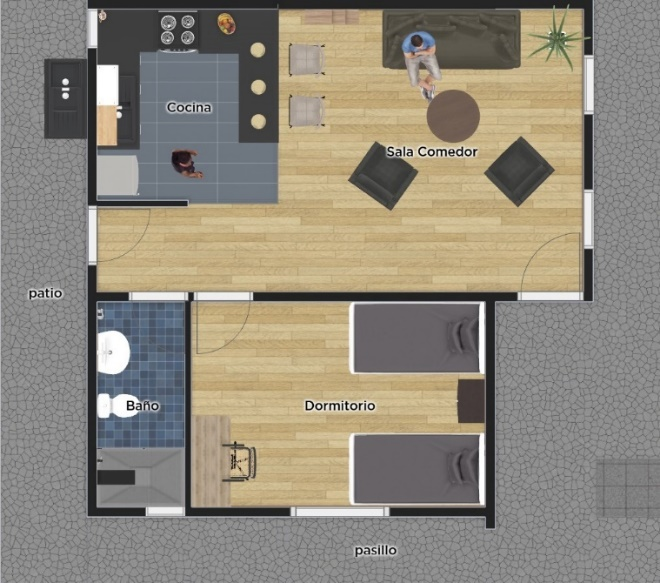 Cocina
Sala Comedor
patio
Baño
Dormitorio
pasillo